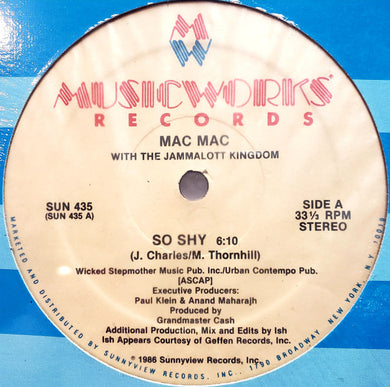 MW
MUSICWORKS
RECORDS
MAC MAC
WITH THE JAMMALOTT KINGDOM
SUN 435
(SUN 435 A)
SIDE A
33⅓ RPM
STEREO
SO SHY 6:10
(J. Charles/M. Thornhill)
Wicked Stepmother Music Pub. Inc./Urban Contempo Pub.
[ASCAP]
Executive Producers:
Paul Klein & Anand Maharajh
Produced by
Grandmaster Cash
Additional Production, Mix and Edits by Ish
Ish Appears Courtesy of Geffen Records, Inc.
© 1986 Sunnyview Records, Inc.
MARKETED AND DISTRIBUTED BY SUNNYVIEW RECORDS, INC., 1790 BROADWAY, NEW YORK, N.Y. 10019